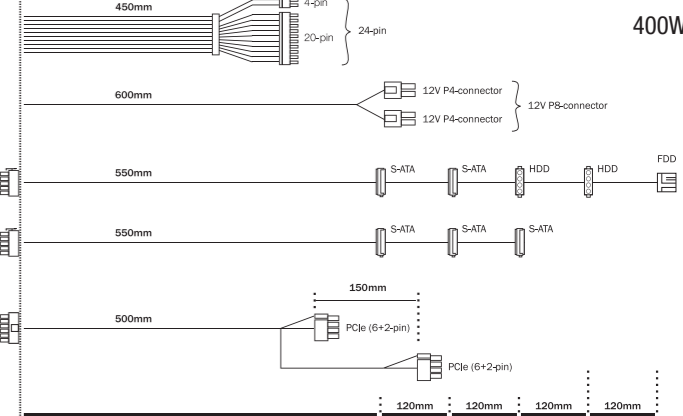 450mm
4-pin
20-pin
24-pin
400W
600mm
12V P4-connector
12V P4-connector
12V P8-connector
550mm
S-ATA
S-ATA
HDD
HDD
FDD
550mm
S-ATA
S-ATA
S-ATA
150mm
500mm
PCIe (6+2-pin)
PCIe (6+2-pin)
120mm
120mm
120mm
120mm